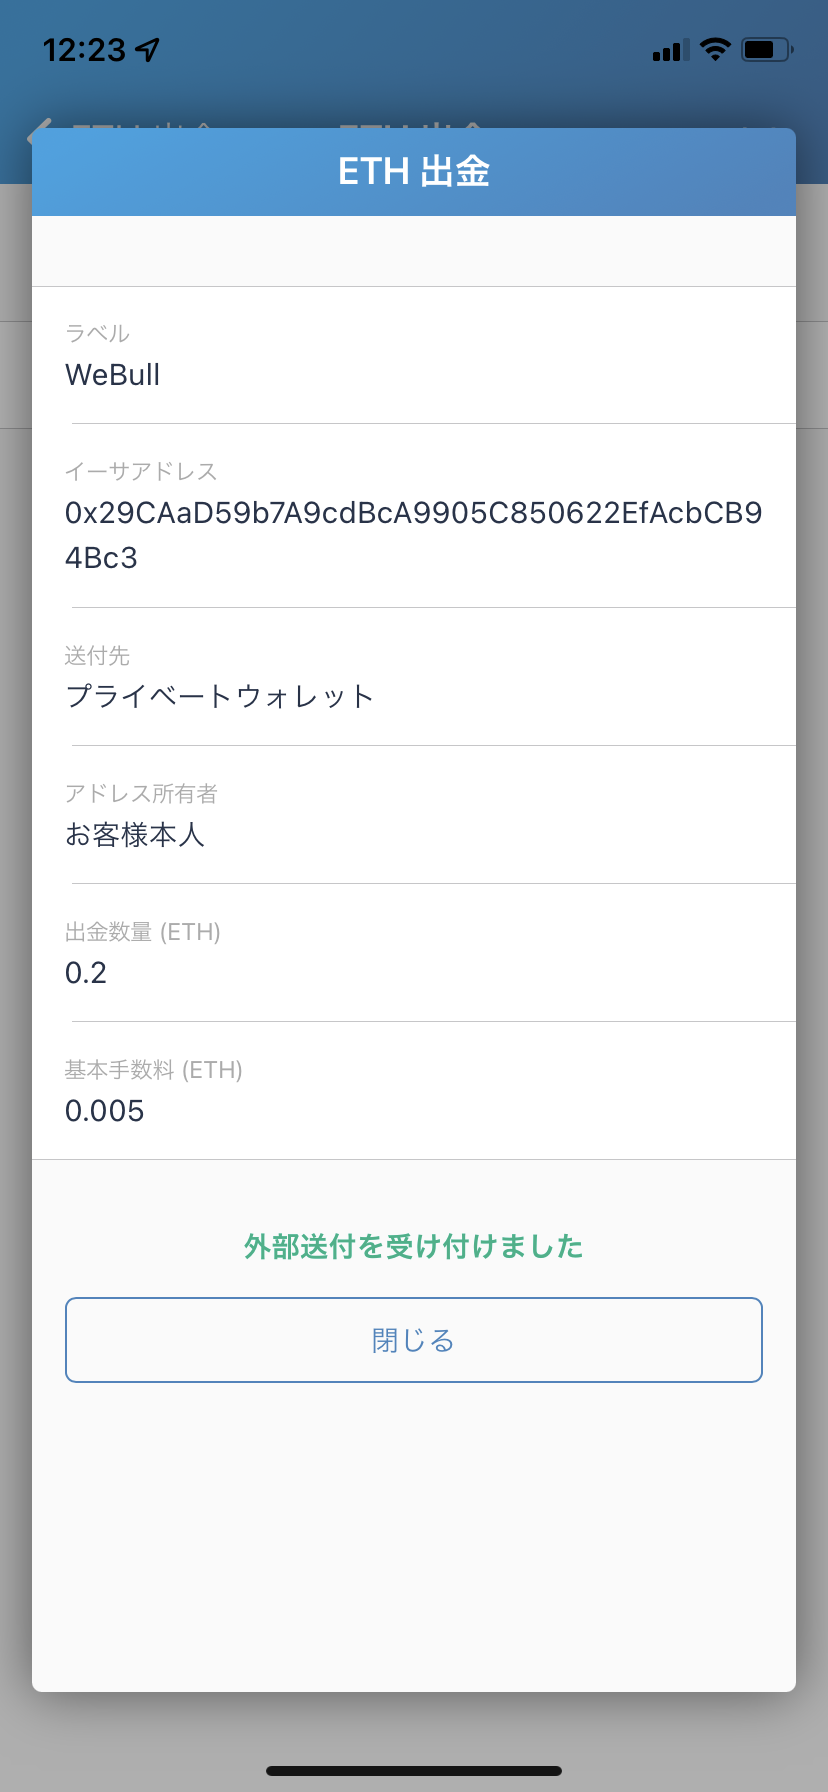 12:23
ETH 出金
ラベル
WeBull
イーサアドレス
0x29CAaD59b7A9cdBcA9905C850622EfAcbCB9
4Bc3
送付先
プライベートウォレット
アドレス所有者
お客様本人
出金数量 (ETH)
0.2
基本手数料 (ETH)
0.005
外部送付を受け付けました
閉じる